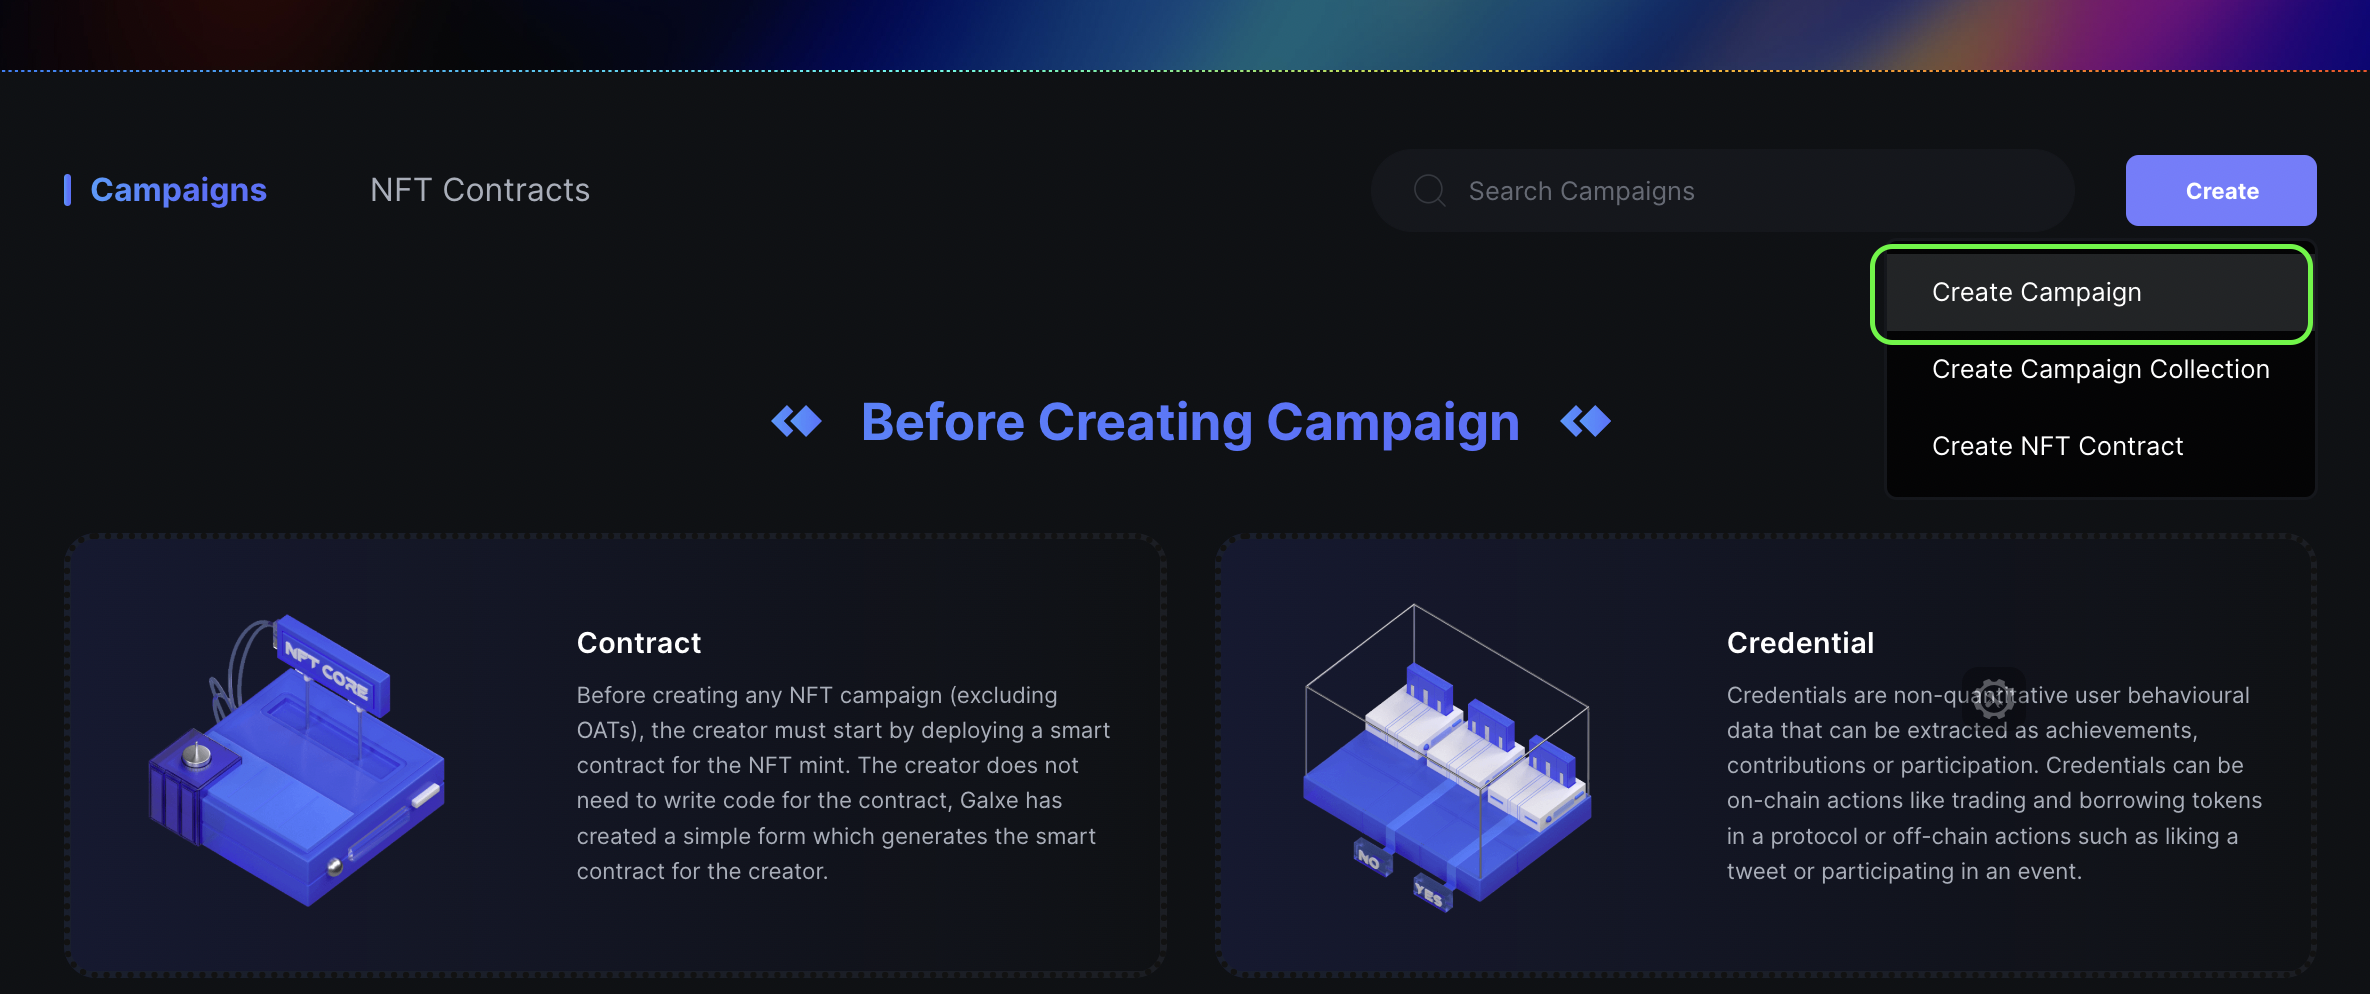 Campaigns
NFT Contracts
Search Campaigns
Create
Create Campaign
Create Campaign Collection
Create NFT Contract
Before Creating Campaign
NFT CORE
Contract
Before creating any NFT campaign (excluding
OATs), the creator must start by deploying a smart
contract for the NFT mint. The creator does not
need to write code for the contract, Galxe has
created a simple form which generates the smart
contract for the creator.
NO
YES
Credential
Credentials are non-quantitative user behavioural
data that can be extracted as achievements,
contributions or participation. Credentials can be
on-chain actions like trading and borrowing tokens
in a protocol or off-chain actions such as liking a
tweet or participating in an event.